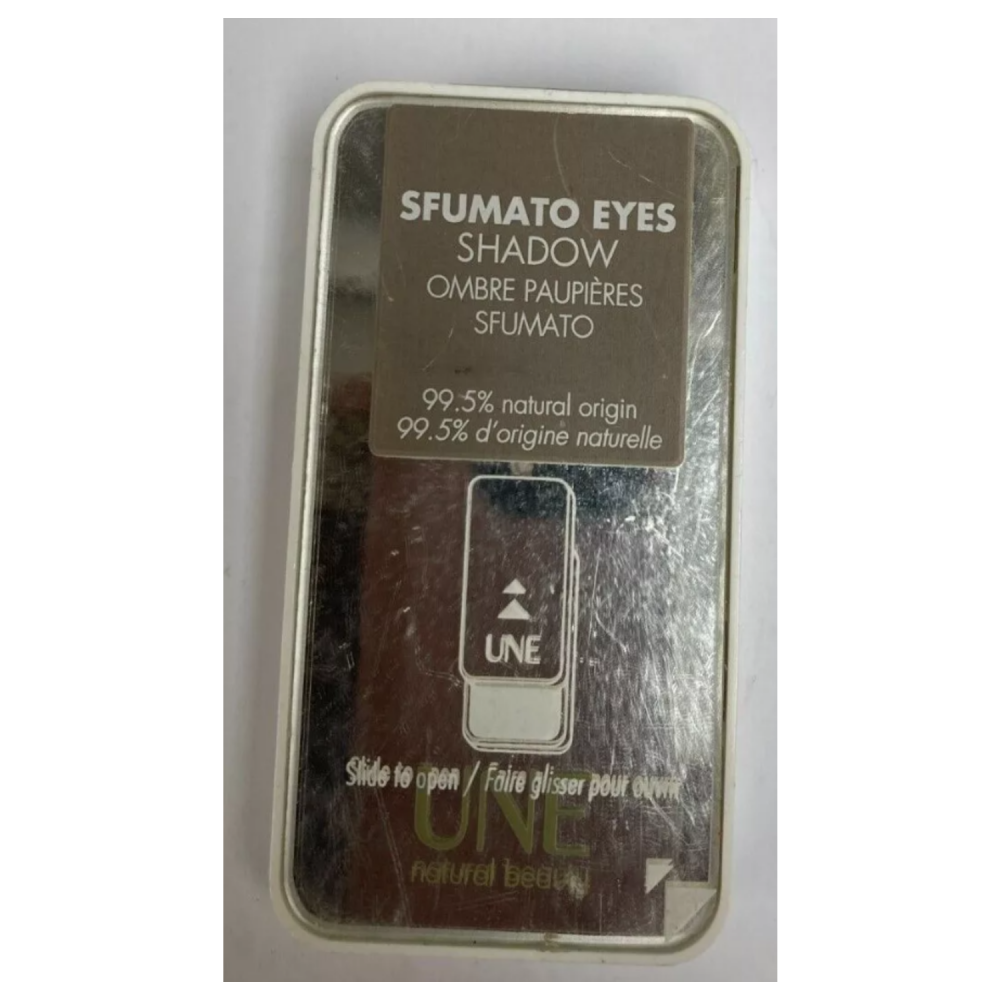 SFUMATO EYES
SHADOW
OMBRE PAUPIÈRES
SFUMATO
99.5% natural origin
99.5% d'origine naturelle
UNE
Slide to open / Faire glisser pour ouvrir
UNE
natural beauty